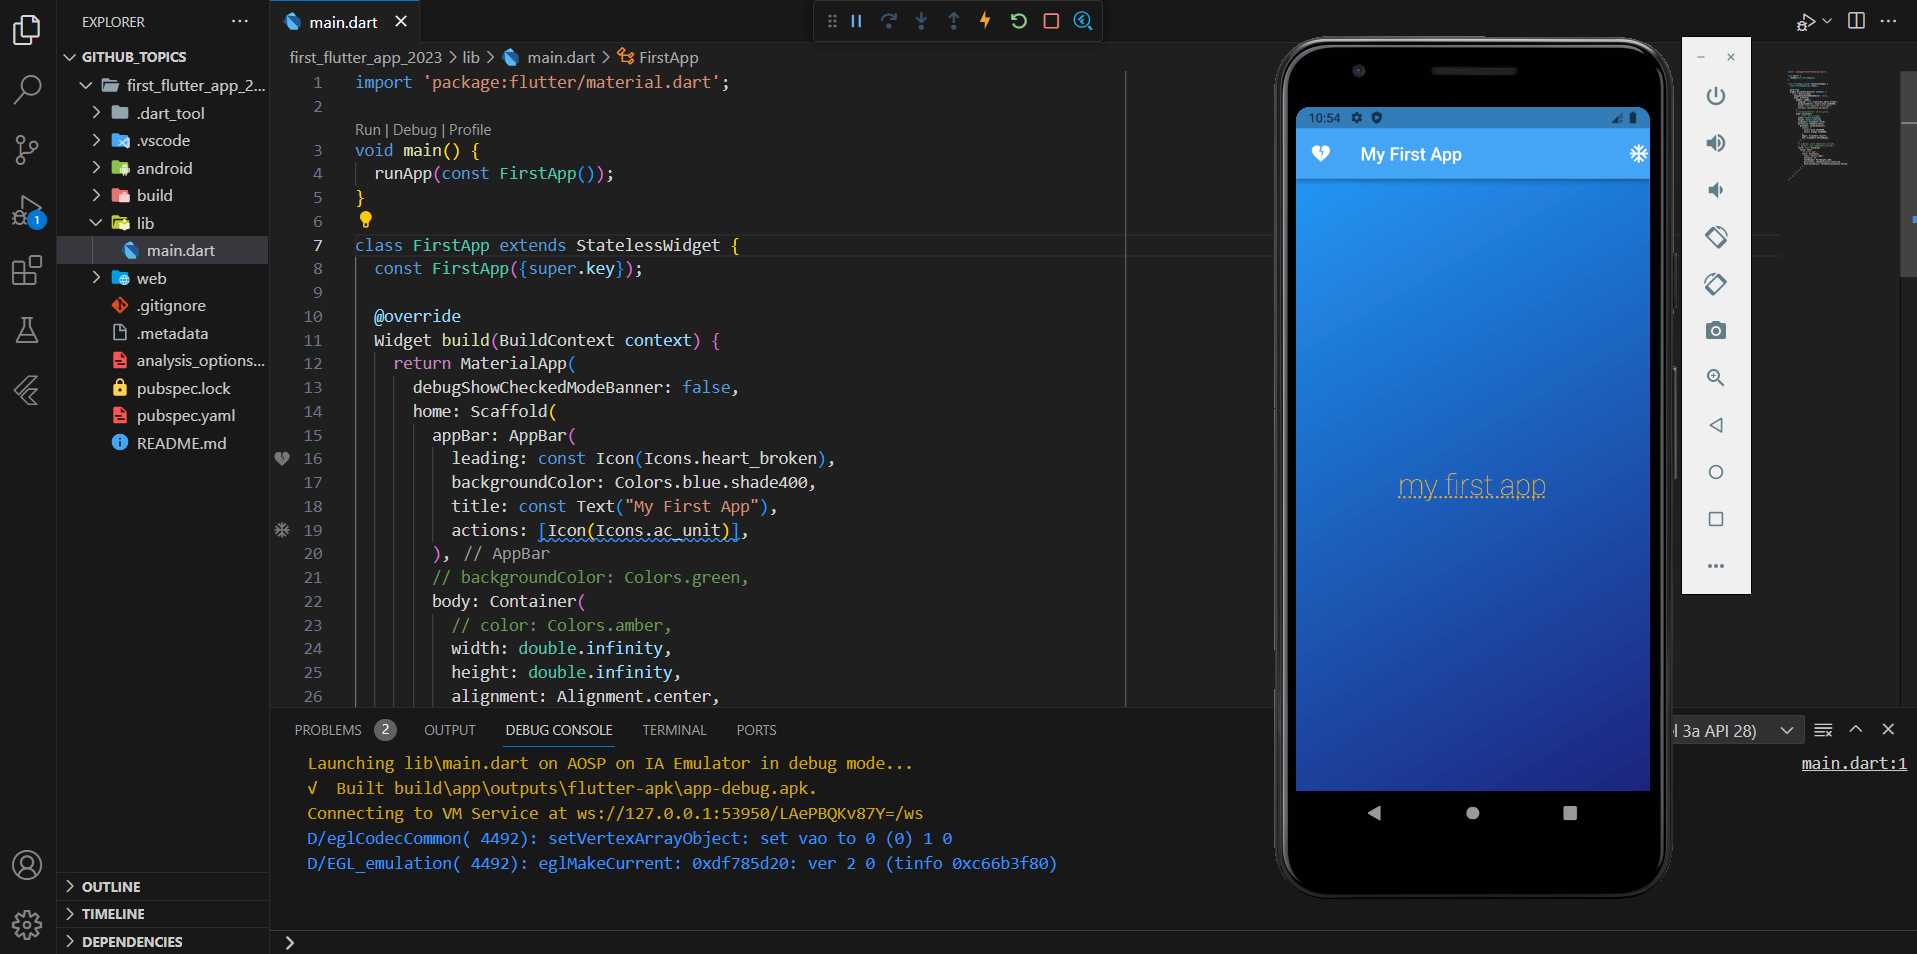 EXPLORER
GITHUB_TOPICS
first_flutter_app_2...
.dart_tool
.vscode
android
build
lib
main.dart
web
.gitignore
.metadata
analysis_options...
pubspec.lock
pubspec.yaml
README.md
OUTLINE
TIMELINE
DEPENDENCIES
1
main.dart
first_flutter_app_2023 > lib > main.dart > FirstApp
1 import 'package:flutter/material.dart';
2
Run | Debug | Profile
3 void main() {
4 runApp(const FirstApp());
5 }
6
7 class FirstApp extends StatelessWidget {
8 const FirstApp({super.key});
9
10 @override
11 Widget build(BuildContext context) {
12 return MaterialApp(
13 debugShowCheckedModeBanner: false,
14 home: Scaffold(
15 appBar: AppBar(
16 leading: const Icon(Icons.heart_broken),
17 backgroundColor: Colors.blue.shade400,
18 title: const Text("My First App"),
19 actions: [Icon(Icons.ac_unit)],
20 ), // AppBar
21 // backgroundColor: Colors.green,
22 body: Container(
23 // color: Colors.amber,
24 width: double.infinity,
25 height: double.infinity,
26 alignment: Alignment.center,
PROBLEMS 2 OUTPUT DEBUG CONSOLE TERMINAL PORTS
l 3a API 28)
Launching lib\main.dart on AOSP on IA Emulator in debug mode...
main.dart:1
√ Built build\app\outputs\flutter-apk\app-debug.apk.
Connecting to VM Service at ws://127.0.0.1:53950/LAePBQKv87Y=/ws
D/eglCodecCommon( 4492): setVertexArrayObject: set vao to 0 (0) 1 0
D/EGL_emulation( 4492): eglMakeCurrent: 0xdf785d20: ver 2 0 (tinfo 0xc66b3f80)
10:54
My First App
my first app